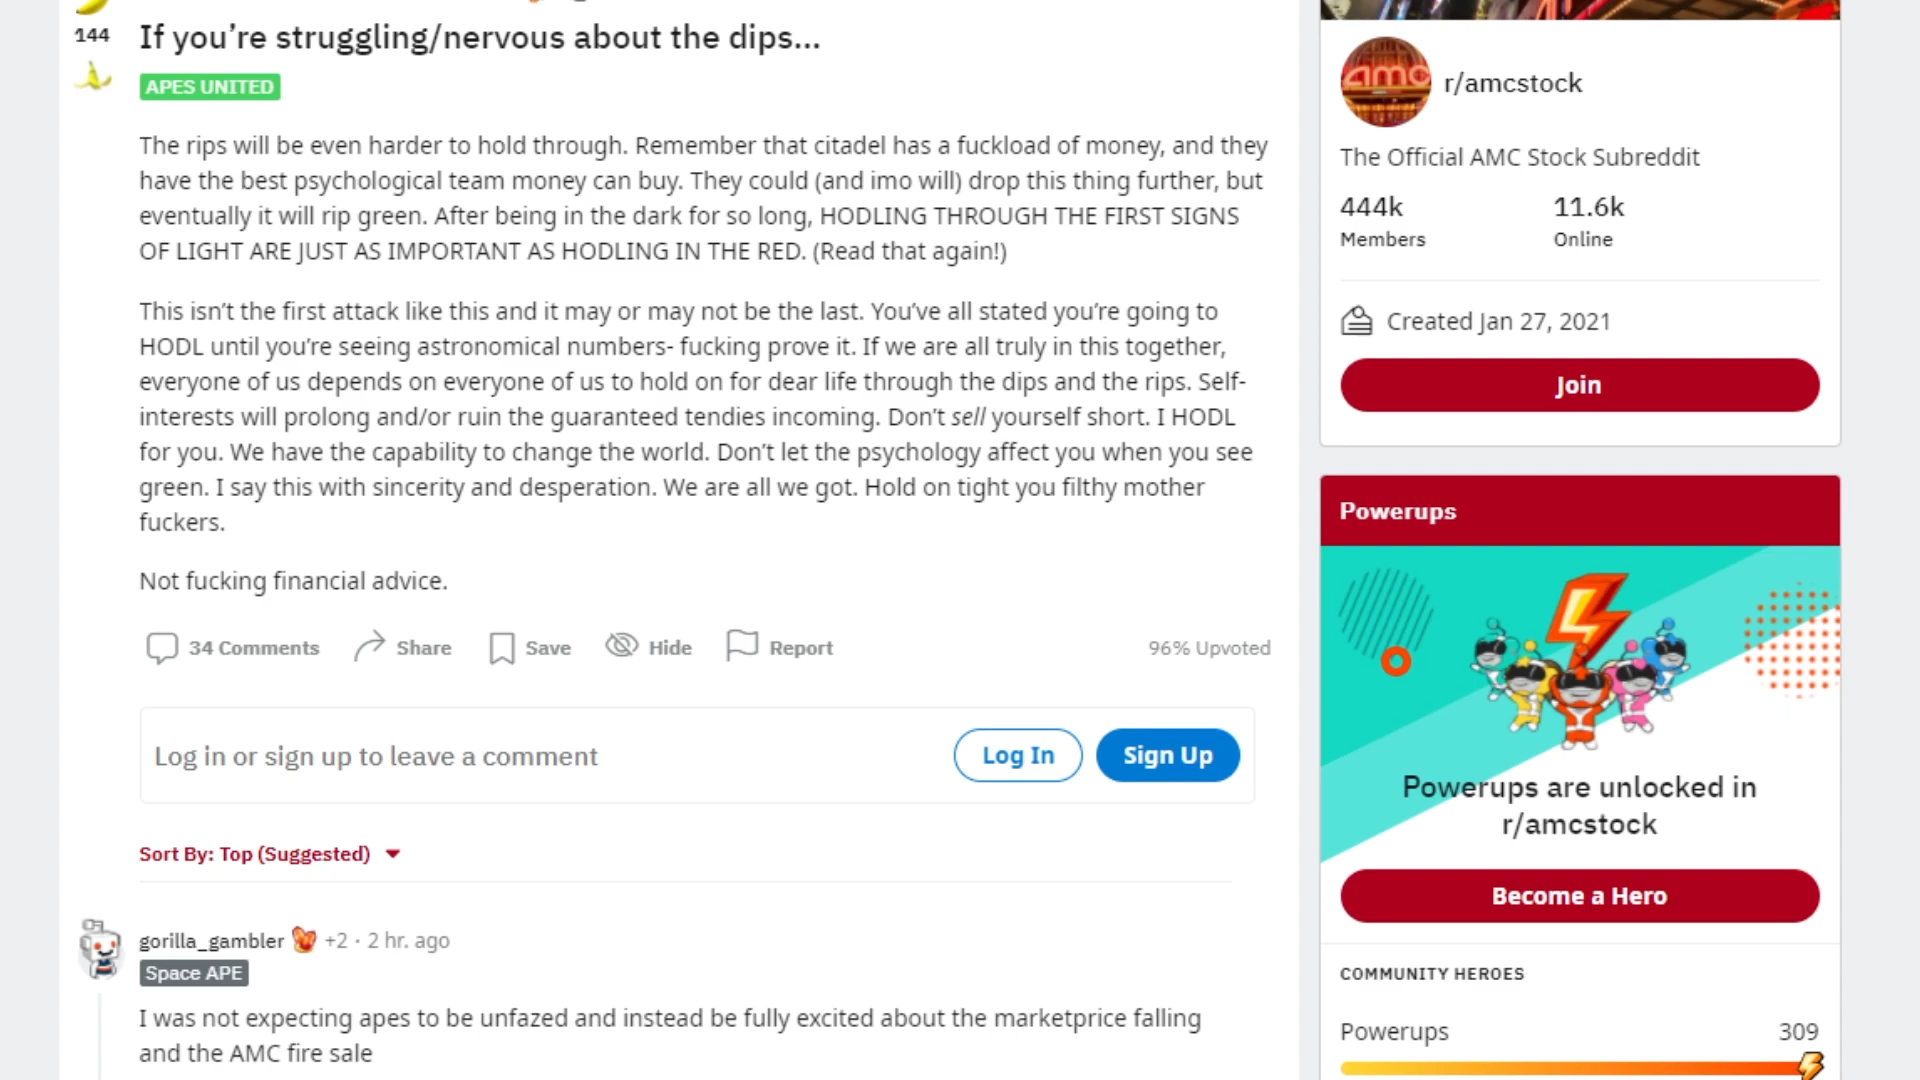 144
If you’re struggling/nervous about the dips...
APES UNITED
The rips will be even harder to hold through. Remember that citadel has a fuckload of money, and they
have the best psychological team money can buy. They could (and imo will) drop this thing further, but
eventually it will rip green. After being in the dark for so long, HODLING THROUGH THE FIRST SIGNS
OF LIGHT ARE JUST AS IMPORTANT AS HODLING IN THE RED. (Read that again!)
This isn’t the first attack like this and it may or may not be the last. You’ve all stated you’re going to
HODL until you’re seeing astronomical numbers- fucking prove it. If we are all truly in this together,
everyone of us depends on everyone of us to hold on for dear life through the dips and the rips. Self-
interests will prolong and/or ruin the guaranteed tendies incoming. Don’t sell yourself short. I HODL
for you. We have the capability to change the world. Don’t let the psychology affect you when you see
green. I say this with sincerity and desperation. We are all we got. Hold on tight you filthy mother
fuckers.
Not fucking financial advice.
34 Comments Share Save Hide Report 96% Upvoted
Log in or sign up to leave a comment Log In Sign Up
Sort By: Top (Suggested)
gorilla_gambler +2 · 2 hr. ago
Space APE
I was not expecting apes to be unfazed and instead be fully excited about the marketprice falling
and the AMC fire sale
amc
r/amcstock
The Official AMC Stock Subreddit
444k 11.6k
Members Online
Created Jan 27, 2021
Join
Powerups
Powerups are unlocked in
r/amcstock
Become a Hero
COMMUNITY HEROES
Powerups 309